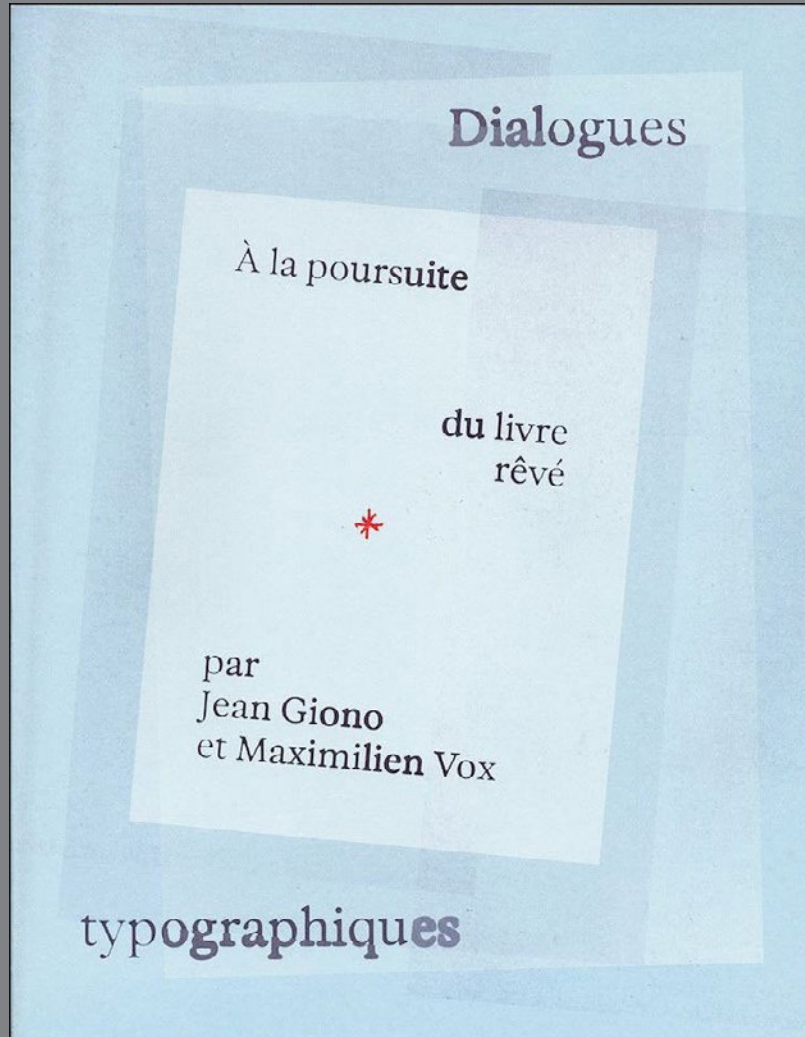 Dialogues
À la poursuite
du livre
rêvé
*
par
Jean Giono
et Maximilien Vox
typographiques